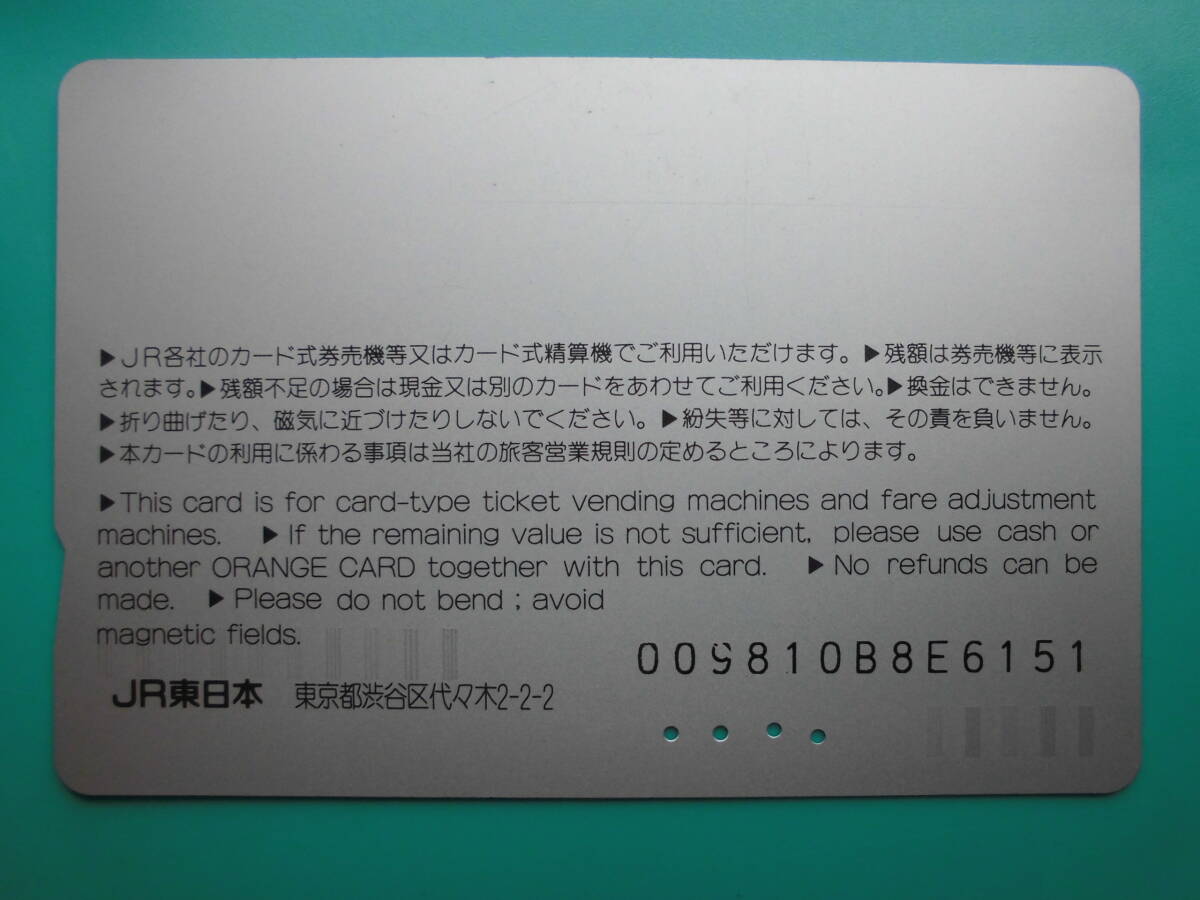 ▶JR各社のカード式券売機等又はカード式精算機でご利用いただけます。▶残額は券売機等に表示
されます。▶残額不足の場合は現金又は別のカードをあわせてご利用ください。▶換金はできません。
▶折り曲げたり、磁気に近づけたりしないでください。▶紛失等に対しては、その責を負いません。
▶本カードの利用に係わる事項は当社の旅客営業規則の定めるところによります。
▶This card is for card-type ticket vending machines and fare adjustment
machines. ▶If the remaining value is not sufficient, please use cash or
another ORANGE CARD together with this card. ▶No refunds can be
made. ▶Please do not bend ; avoid
magnetic fields.
009810B8E6151
JR東日本 東京都渋谷区代々木2-2-2